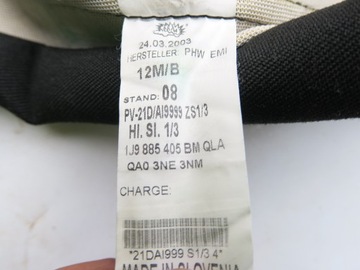 24.03.2003
HERSTELLER: PHW EMI
12M/B
STAND: 08
PV-21D/AI9999 ZS1/3
HI. SI. 1/3
1J9 885 405 BM QLA
QA0 3NE 3NM
CHARGE:
"21DAI999 S1/3 4"
MADE IN SLOVENIA